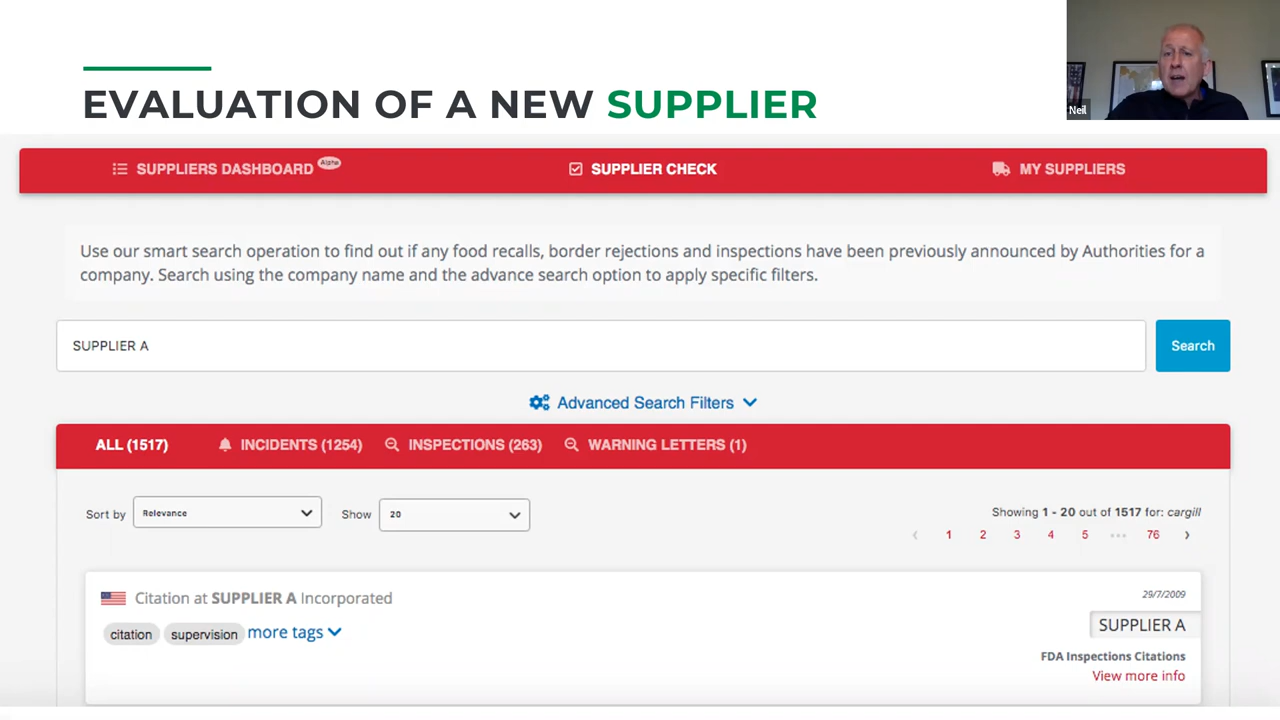 EVALUATION OF A NEW SUPPLIER
Neil
SUPPLIERS DASHBOARD Alpha
SUPPLIER CHECK
MY SUPPLIERS
Use our smart search operation to find out if any food recalls, border rejections and inspections have been previously announced by Authorities for a
company. Search using the company name and the advance search option to apply specific filters.
SUPPLIER A
Search
Advanced Search Filters
ALL (1517)
INCIDENTS (1254)
INSPECTIONS (263)
WARNING LETTERS (1)
Sort by
Relevance
Show
20
Showing 1 - 20 out of 1517 for: cargill
‹ 1 2 3 4 5 ··· 76 ›
Citation at SUPPLIER A Incorporated
29/7/2009
citation supervision more tags
SUPPLIER A
FDA Inspections Citations
View more info